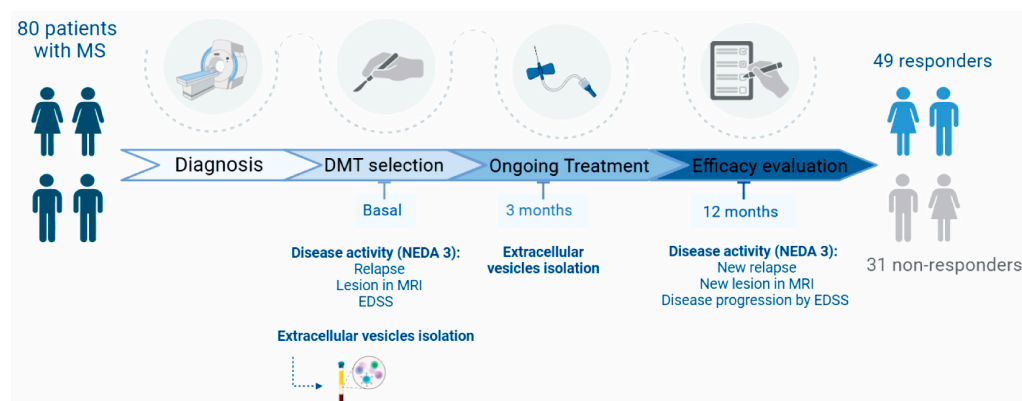 80 patients
with MS
49 responders
Diagnosis
DMT selection
Ongoing Treatment
Efficacy evaluation
Basal
3 months
12 months
Disease activity (NEDA 3):
Relapse
Lesion in MRI
EDSS
Extracellular
vesicles isolation
Disease activity (NEDA 3):
New relapse
New lesion in MRI
Disease progression by EDSS
31 non-responders
Extracellular vesicles isolation